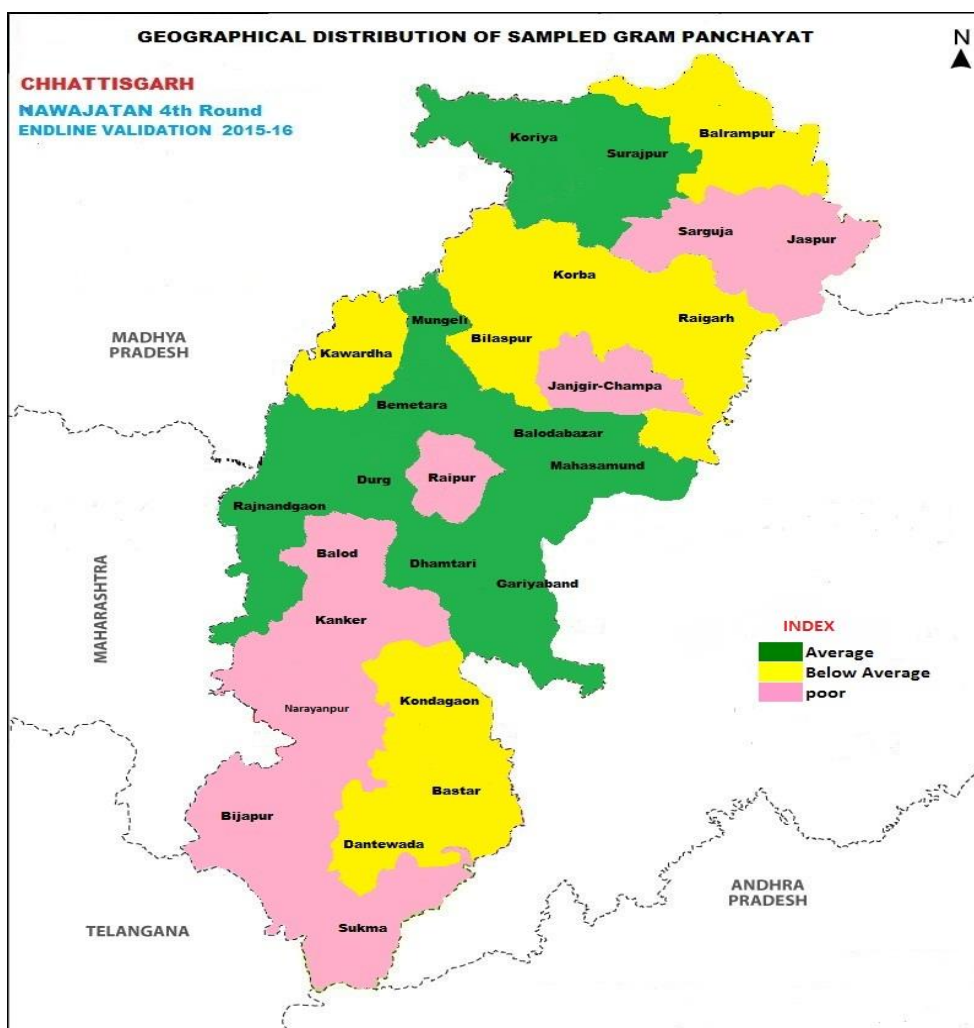 GEOGRAPHICAL DISTRIBUTION OF SAMPLED GRAM PANCHAYAT
N
CHHATTISGARH
NAWAJATAN 4th Round
ENDLINE VALIDATION 2015-16
Koriya
Surajpur
Balrampur
Sarguja
Jaspur
Korba
Raigarh
Mungeli
Bilaspur
MADHYA
PRADESH
Kawardha
Janjgir-Champa
Bemetara
Balodabazar
Mahasamund
Durg
Raipur
Rajnandgaon
Balod
Dhamtari
Gariyaband
MAHARASHTRA
Kanker
INDEX
Average
Below Average
poor
Kondagaon
Narayanpur
Bastar
Bijapur
Dantewada
ANDHRA
PRADESH
TELANGANA
Sukma